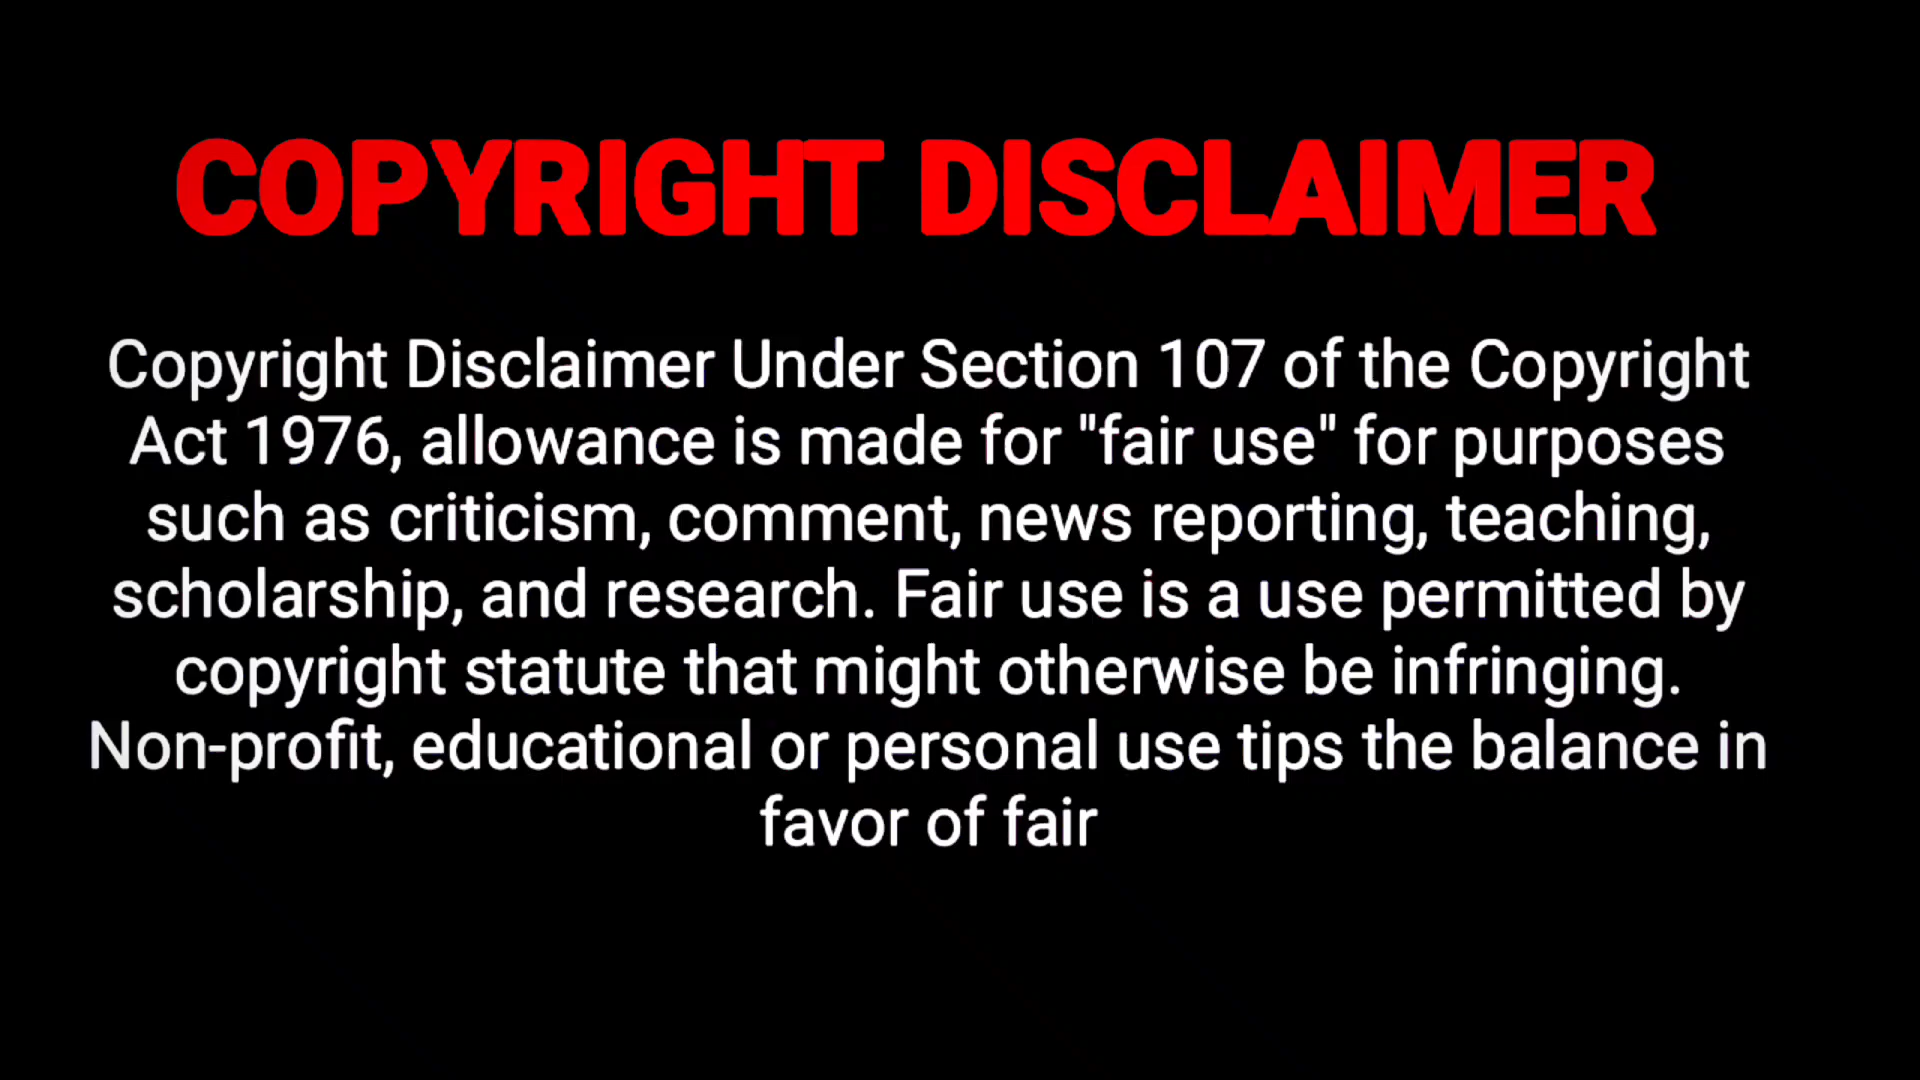 COPYRIGHT DISCLAIMER
Copyright Disclaimer Under Section 107 of the Copyright
Act 1976, allowance is made for "fair use" for purposes
such as criticism, comment, news reporting, teaching,
scholarship, and research. Fair use is a use permitted by
copyright statute that might otherwise be infringing.
Non-profit, educational or personal use tips the balance in
favor of fair